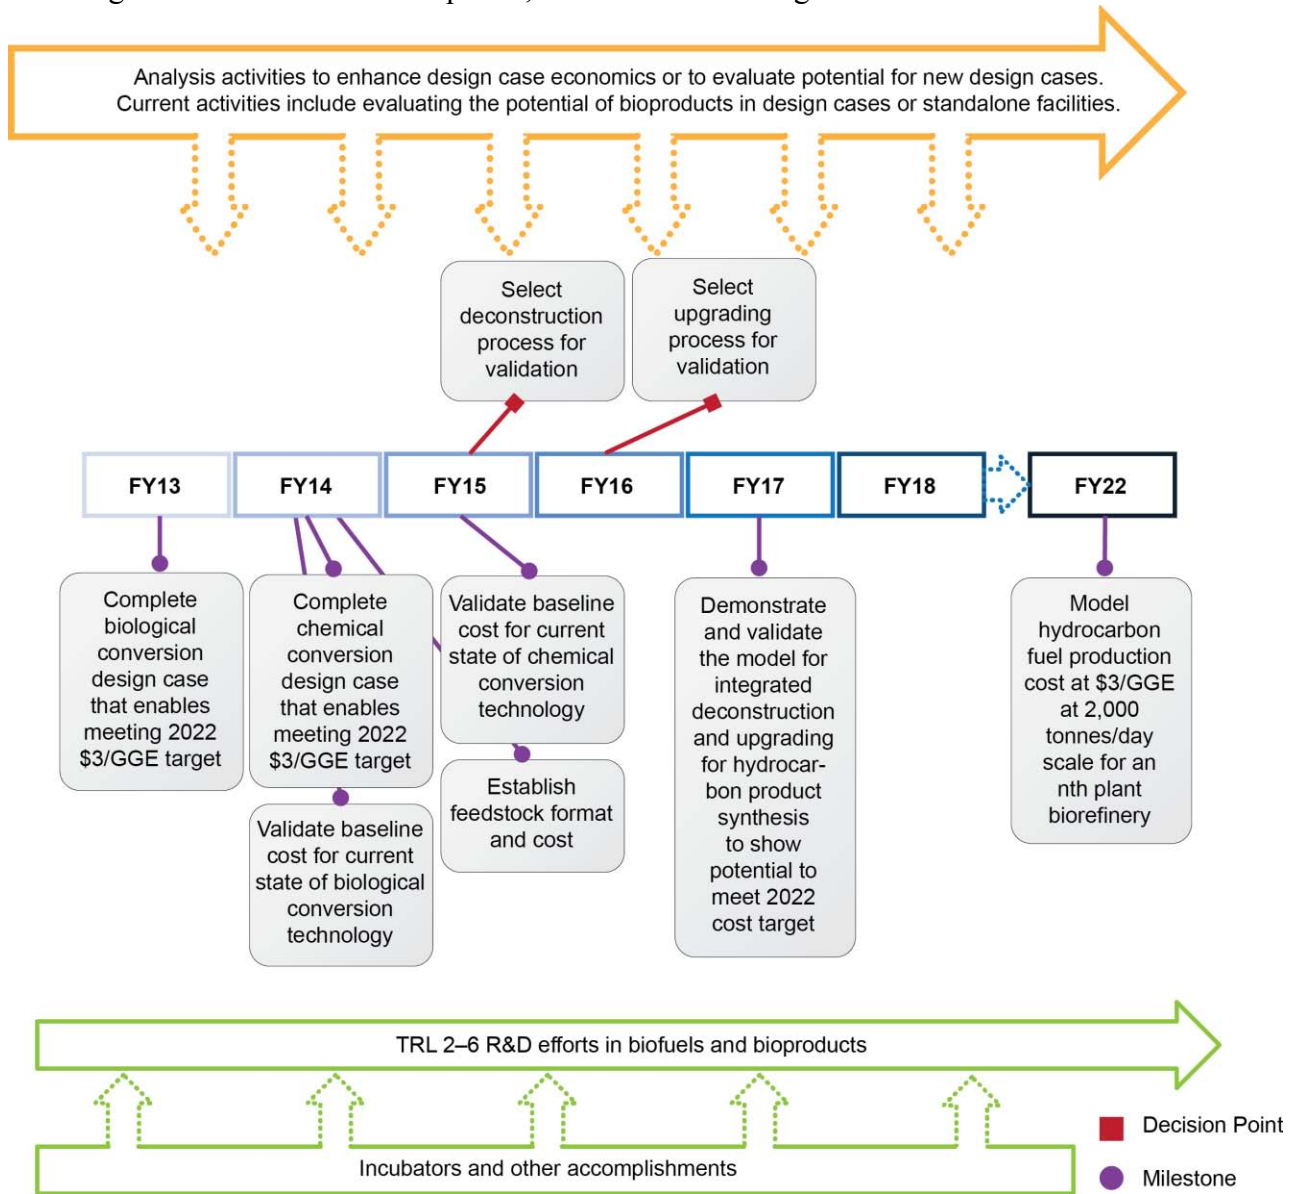 Analysis activities to enhance design case economics or to evaluate potential for new design cases.
Current activities include evaluating the potential of bioproducts in design cases or standalone facilities.
Select
deconstruction
process for
validation
Select
upgrading
process for
validation
FY13
FY14
FY15
FY16
FY17
FY18
FY22
Complete
biological
conversion
design case
that enables
meeting 2022
$3/GGE target
Complete
chemical
conversion
design case
that enables
meeting 2022
$3/GGE target
Validate baseline
cost for current
state of biological
conversion
technology
Validate baseline
cost for current
state of chemical
conversion
technology
Establish
feedstock format
and cost
Demonstrate
and validate
the model for
integrated
deconstruction
and upgrading
for hydrocar-
bon product
synthesis
to show
potential to
meet 2022
cost target
Model
hydrocarbon
fuel production
cost at $3/GGE
at 2,000
tonnes/day
scale for an
nth plant
biorefinery
TRL 2–6 R&D efforts in biofuels and bioproducts
Incubators and other accomplishments
Decision Point
Milestone